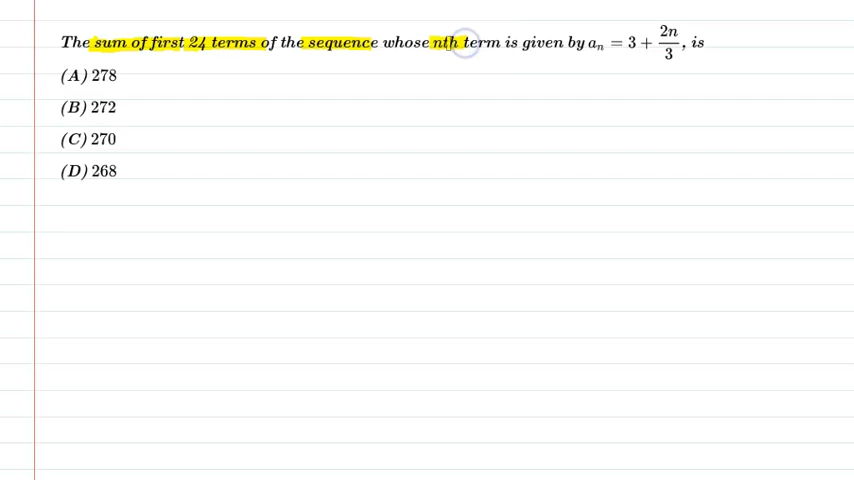 The sum of first 24 terms of the sequence whose nth term is given by aₙ = 3 + 2n/3, is
(A) 278
(B) 272
(C) 270
(D) 268